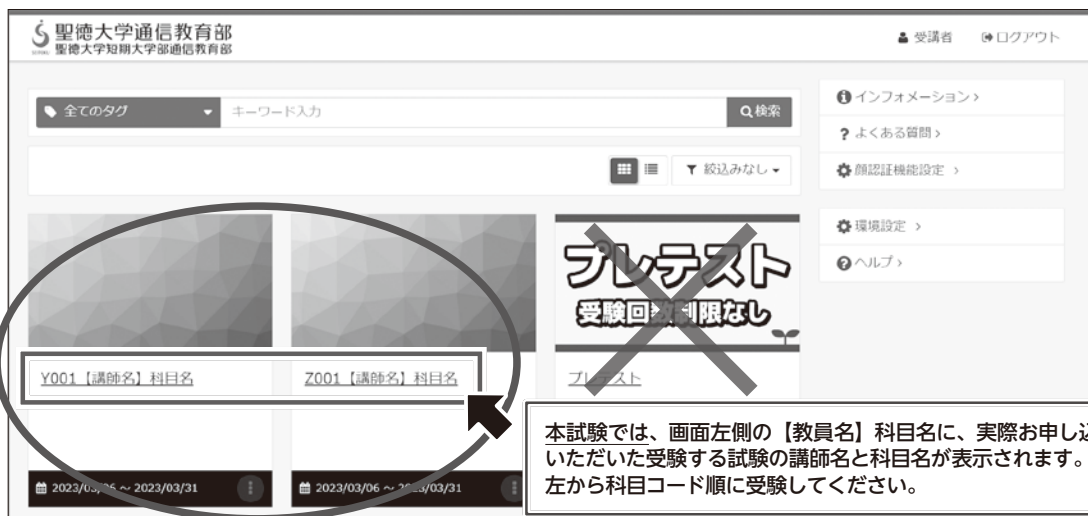 聖徳大学通信教育部
聖徳大学短期大学部通信教育部
受講者 ログアウト
全てのタグ キーワード入力 検索
絞込みなし
インフォメーション >
よくある質問 >
顔認証機能設定 >
環境設定 >
ヘルプ >
プレテスト
受験回数制限なし
Y001【講師名】科目名
Z001【講師名】科目名
プレテスト
2023/03/06 ~ 2023/03/31
2023/03/06 ~ 2023/03/31
本試験では、画面左側の【教員名】科目名に、実際お申し込
いただいた受験する試験の講師名と科目名が表示されます。
左から科目コード順に受験してください。